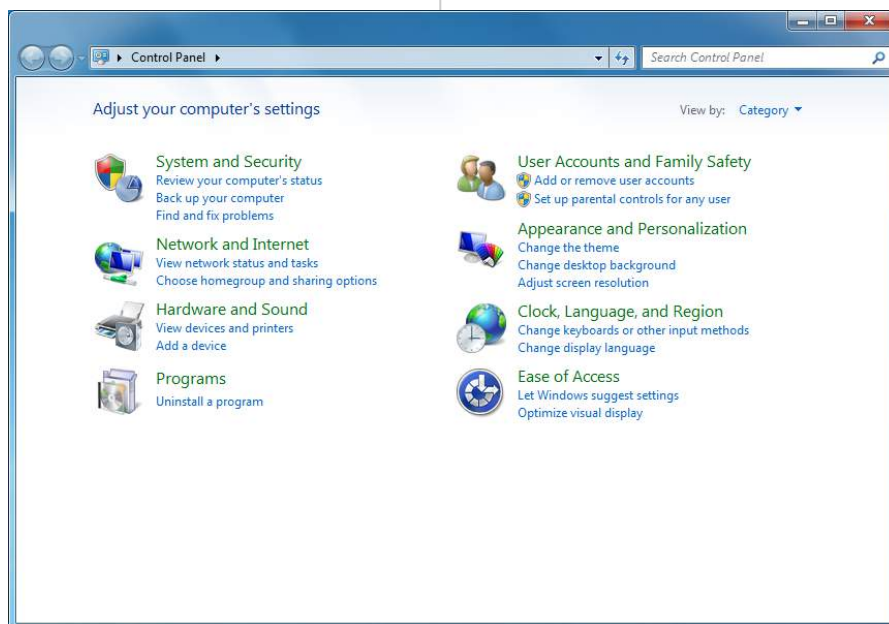 Control Panel
Search Control Panel
Adjust your computer's settings
View by: Category
System and Security
Review your computer's status
Back up your computer
Find and fix problems
Network and Internet
View network status and tasks
Choose homegroup and sharing options
Hardware and Sound
View devices and printers
Add a device
Programs
Uninstall a program
User Accounts and Family Safety
Add or remove user accounts
Set up parental controls for any user
Appearance and Personalization
Change the theme
Change desktop background
Adjust screen resolution
Clock, Language, and Region
Change keyboards or other input methods
Change display language
Ease of Access
Let Windows suggest settings
Optimize visual display